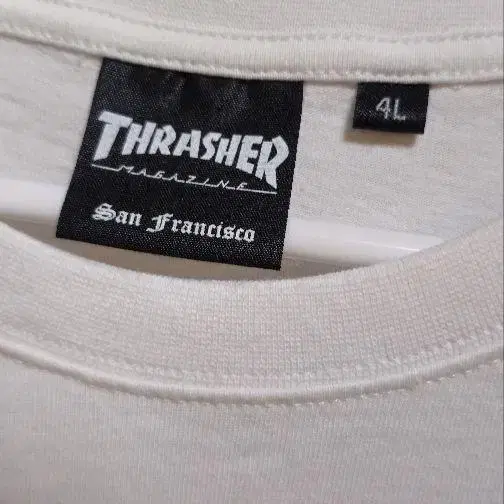 THRASHER
MAGAZINE
San Francisco
4L